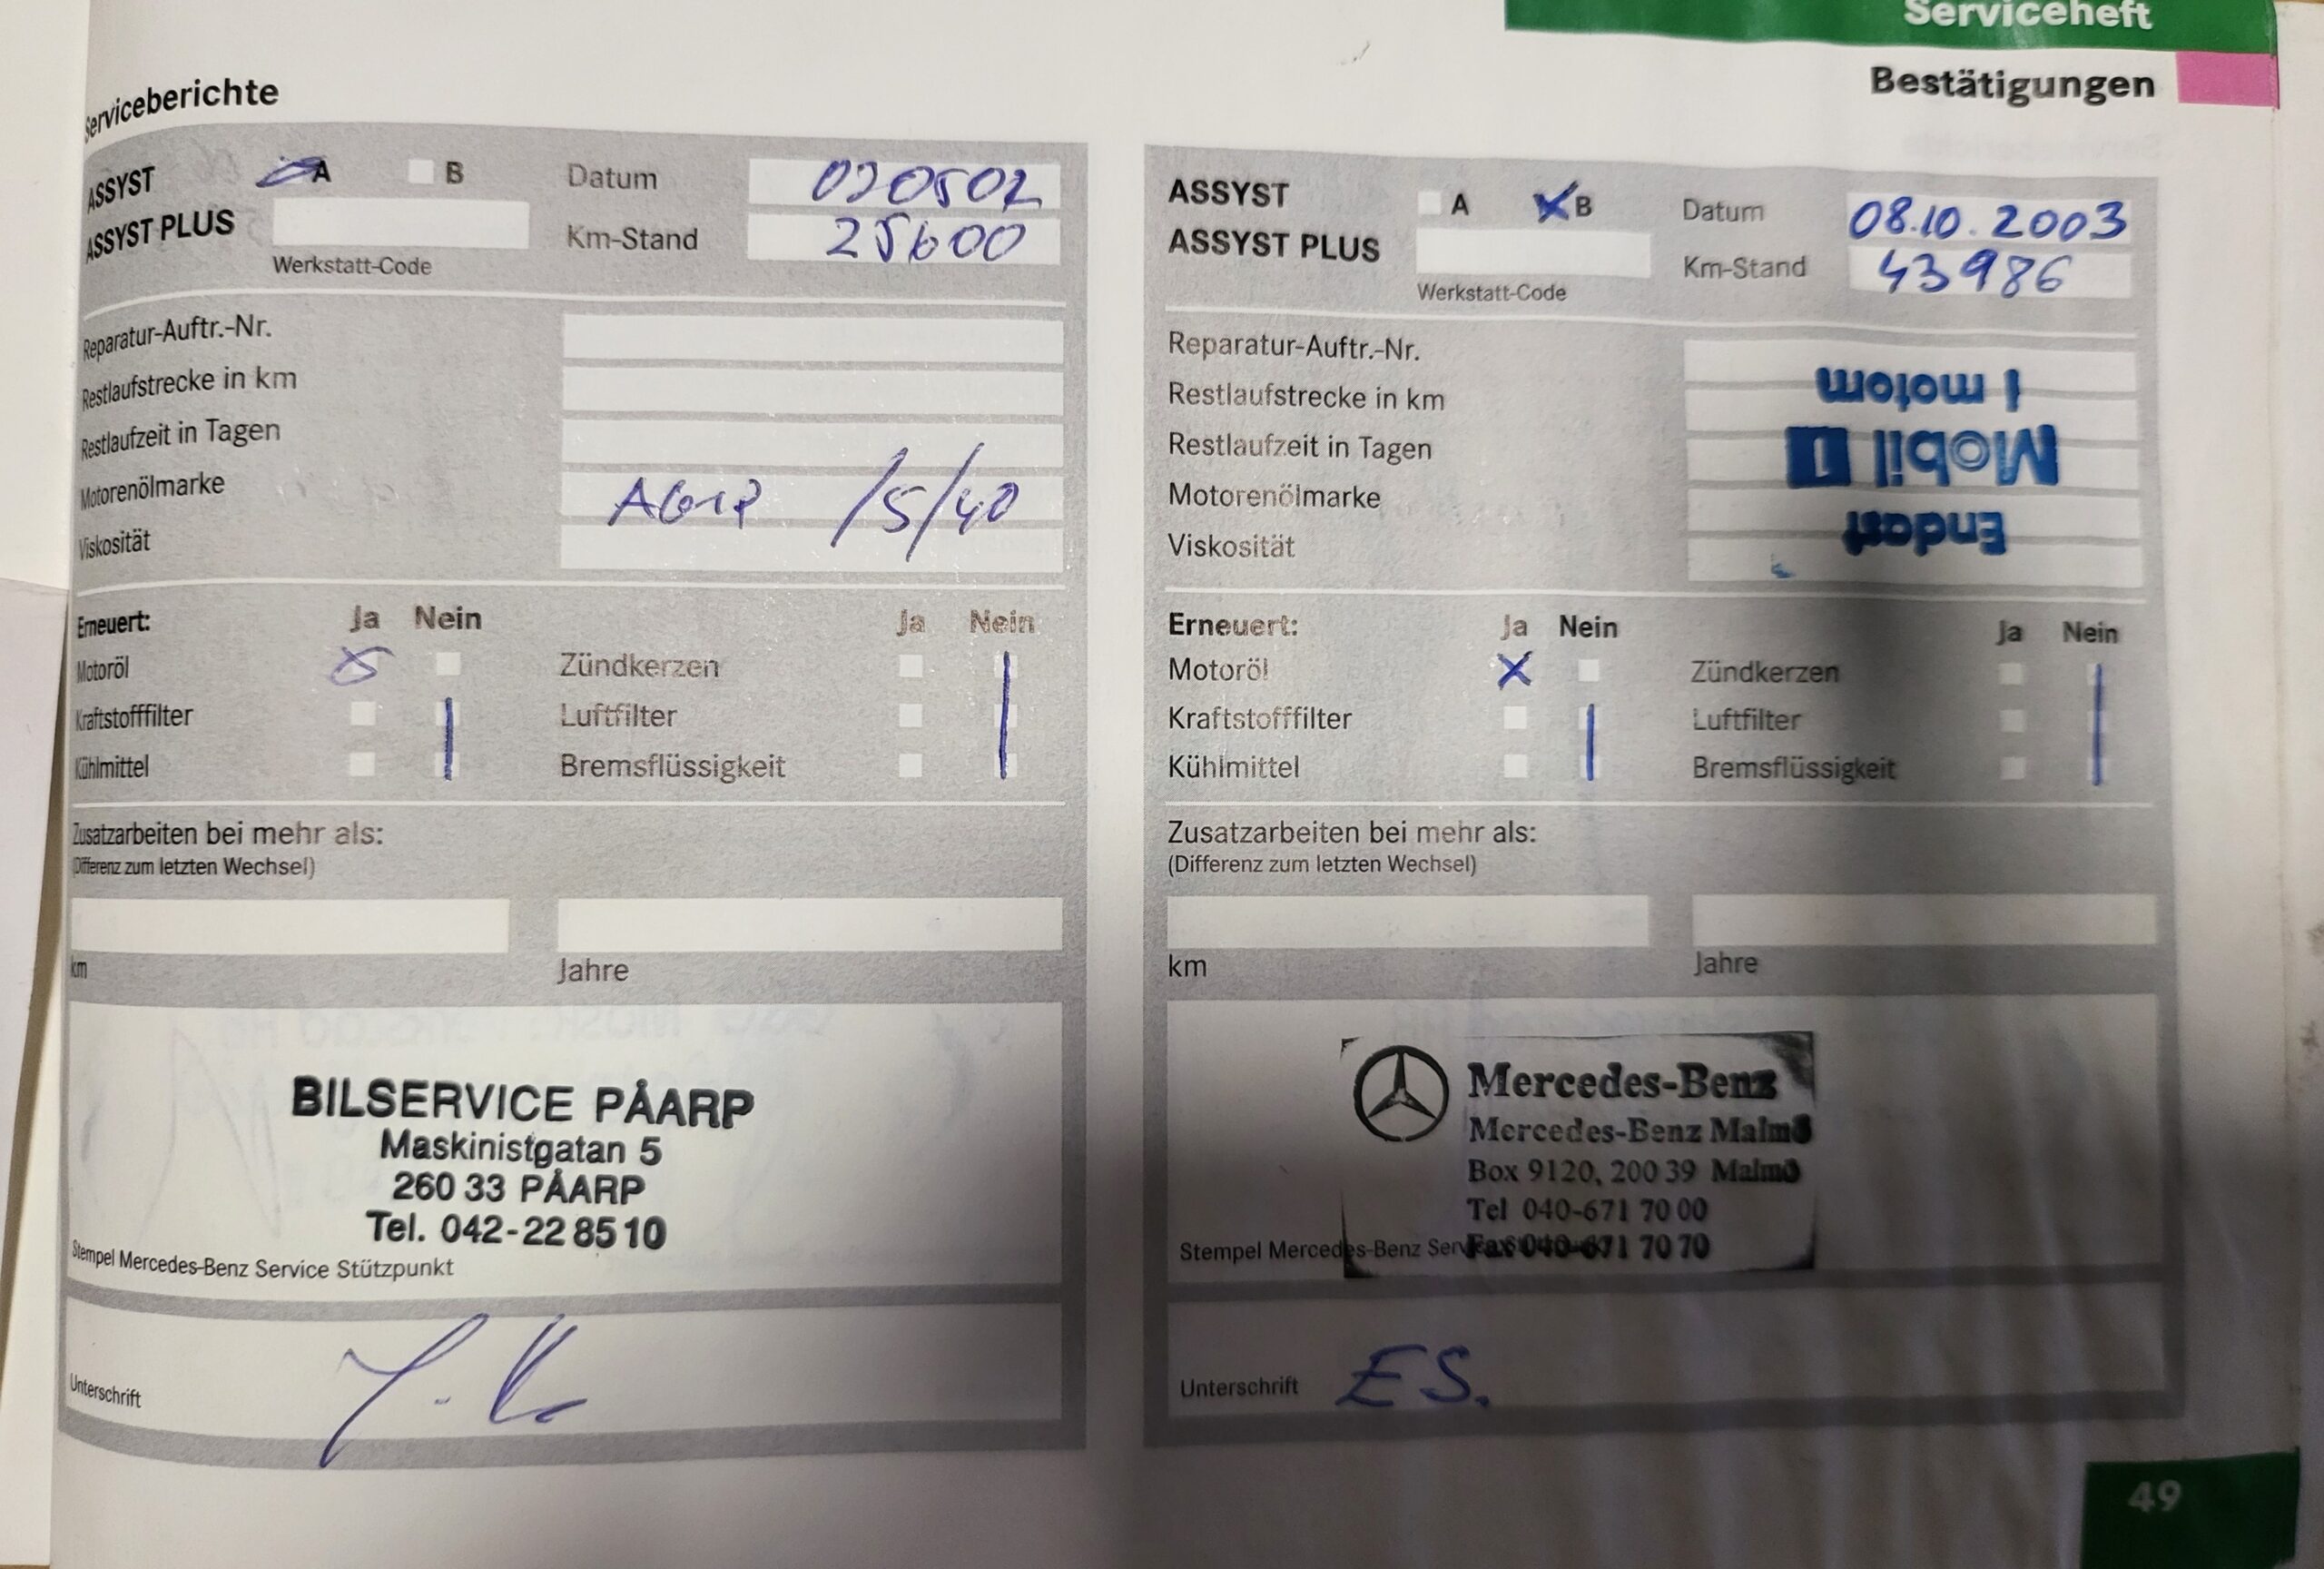 Serviceheft
Bestätigungen
Serviceberichte
ASSYST A B Datum
ASSYST PLUS Km-Stand 25600
Werkstatt-Code
Reparatur-Auftr.-Nr.
Restlaufstrecke in km
Restlaufzeit in Tagen
Motorenölmarke /5/40
Viskosität
Erneuert: Ja Nein Ja Nein
Motoröl Zündkerzen
Kraftstofffilter Luftfilter
Kühlmittel Bremsflüssigkeit
Zusatzarbeiten bei mehr als:
(Differenz zum letzten Wechsel)
km Jahre
BILSERVICE PÅARP
Maskinistgatan 5
260 33 PÅARP
Tel. 042-22 85 10
Stempel Mercedes-Benz Service Stützpunkt
Unterschrift
ASSYST A B Datum 08.10.2003
ASSYST PLUS Km-Stand 43986
Werkstatt-Code
Reparatur-Auftr.-Nr.
Restlaufstrecke in km
Restlaufzeit in Tagen
Motorenölmarke
Viskosität
Endast
Mobil 1
i motorn
Erneuert: Ja Nein Ja Nein
Motoröl Zündkerzen
Kraftstofffilter Luftfilter
Kühlmittel Bremsflüssigkeit
Zusatzarbeiten bei mehr als:
(Differenz zum letzten Wechsel)
km Jahre
Mercedes-Benz
Mercedes-Benz Malmö
Box 9120, 200 39 Malmö
Tel 040-671 70 00
Fax 040-671 70 70
Stempel Mercedes-Benz
Unterschrift ES.
49